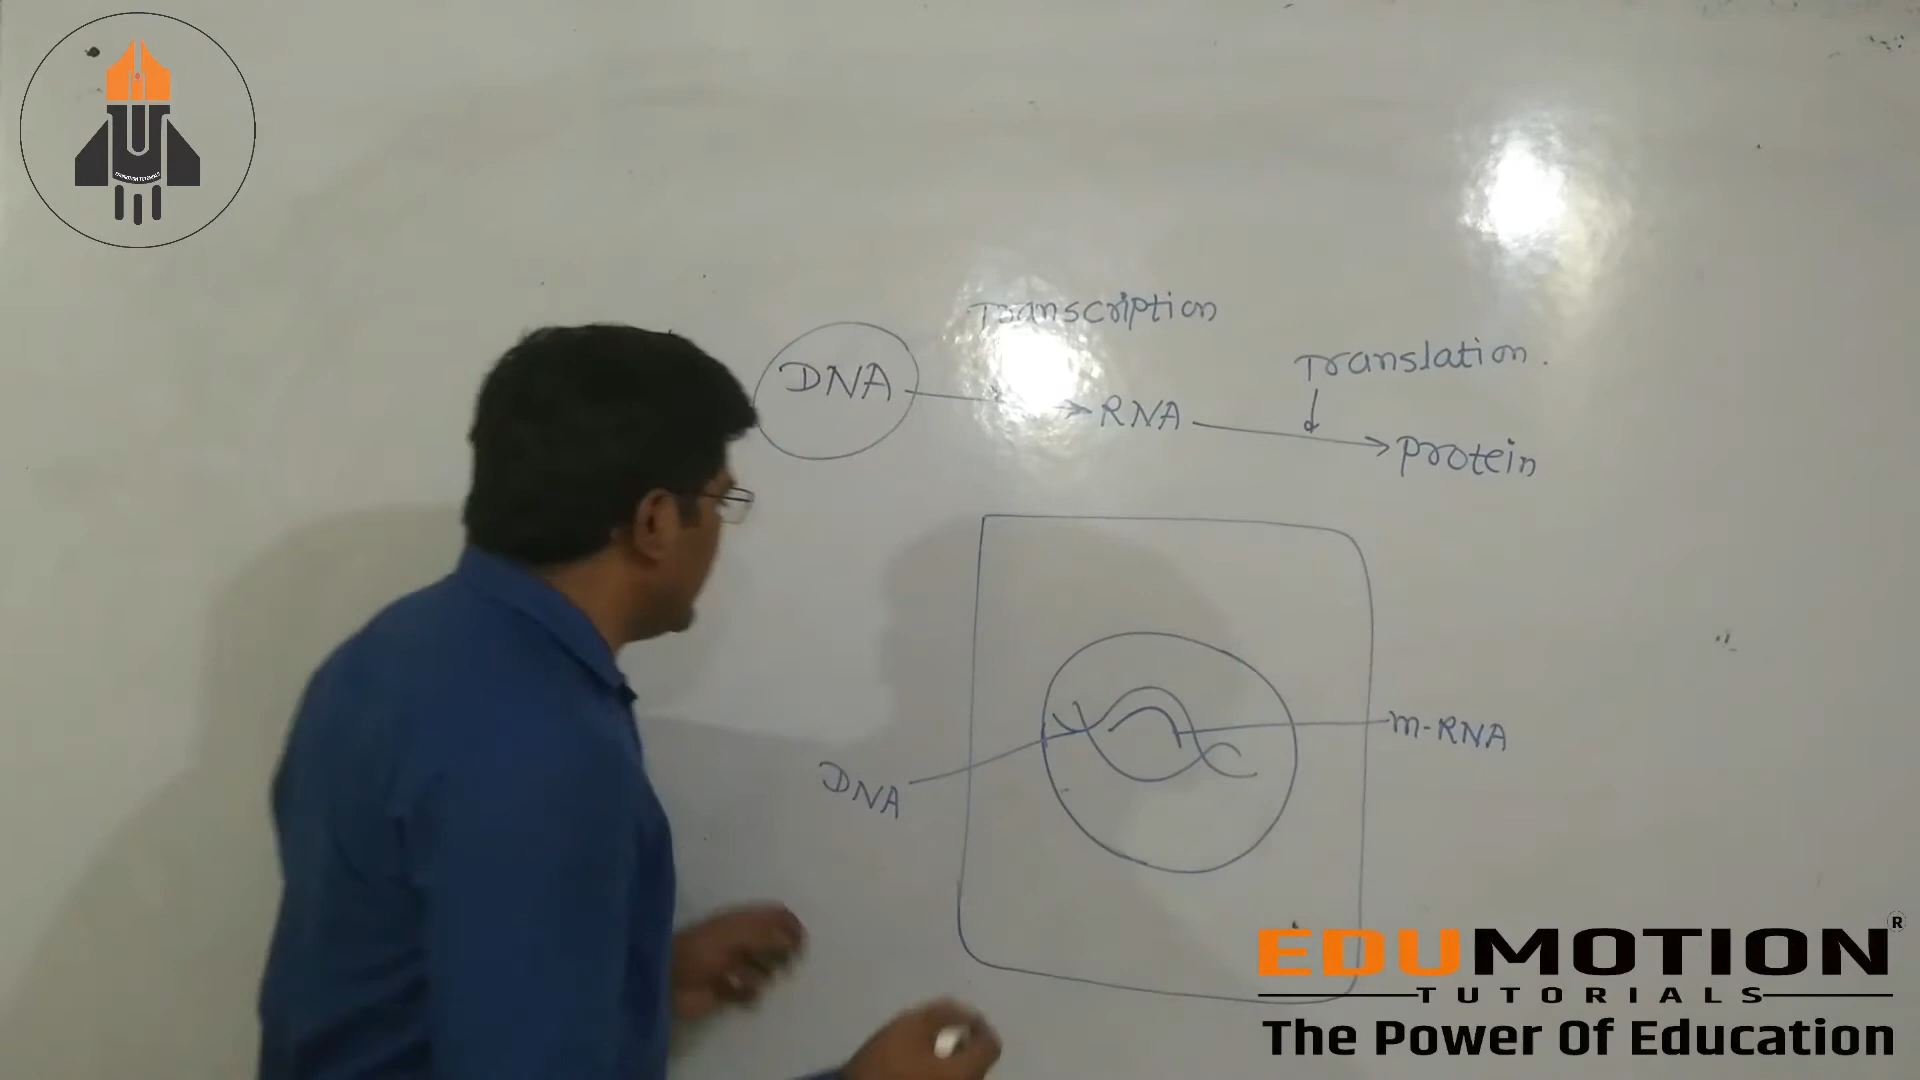 Transcription
DNA
RNA
Translation.
Protein
DNA
m-RNA
EDUMOTION®
TUTORIALS
The Power Of Education